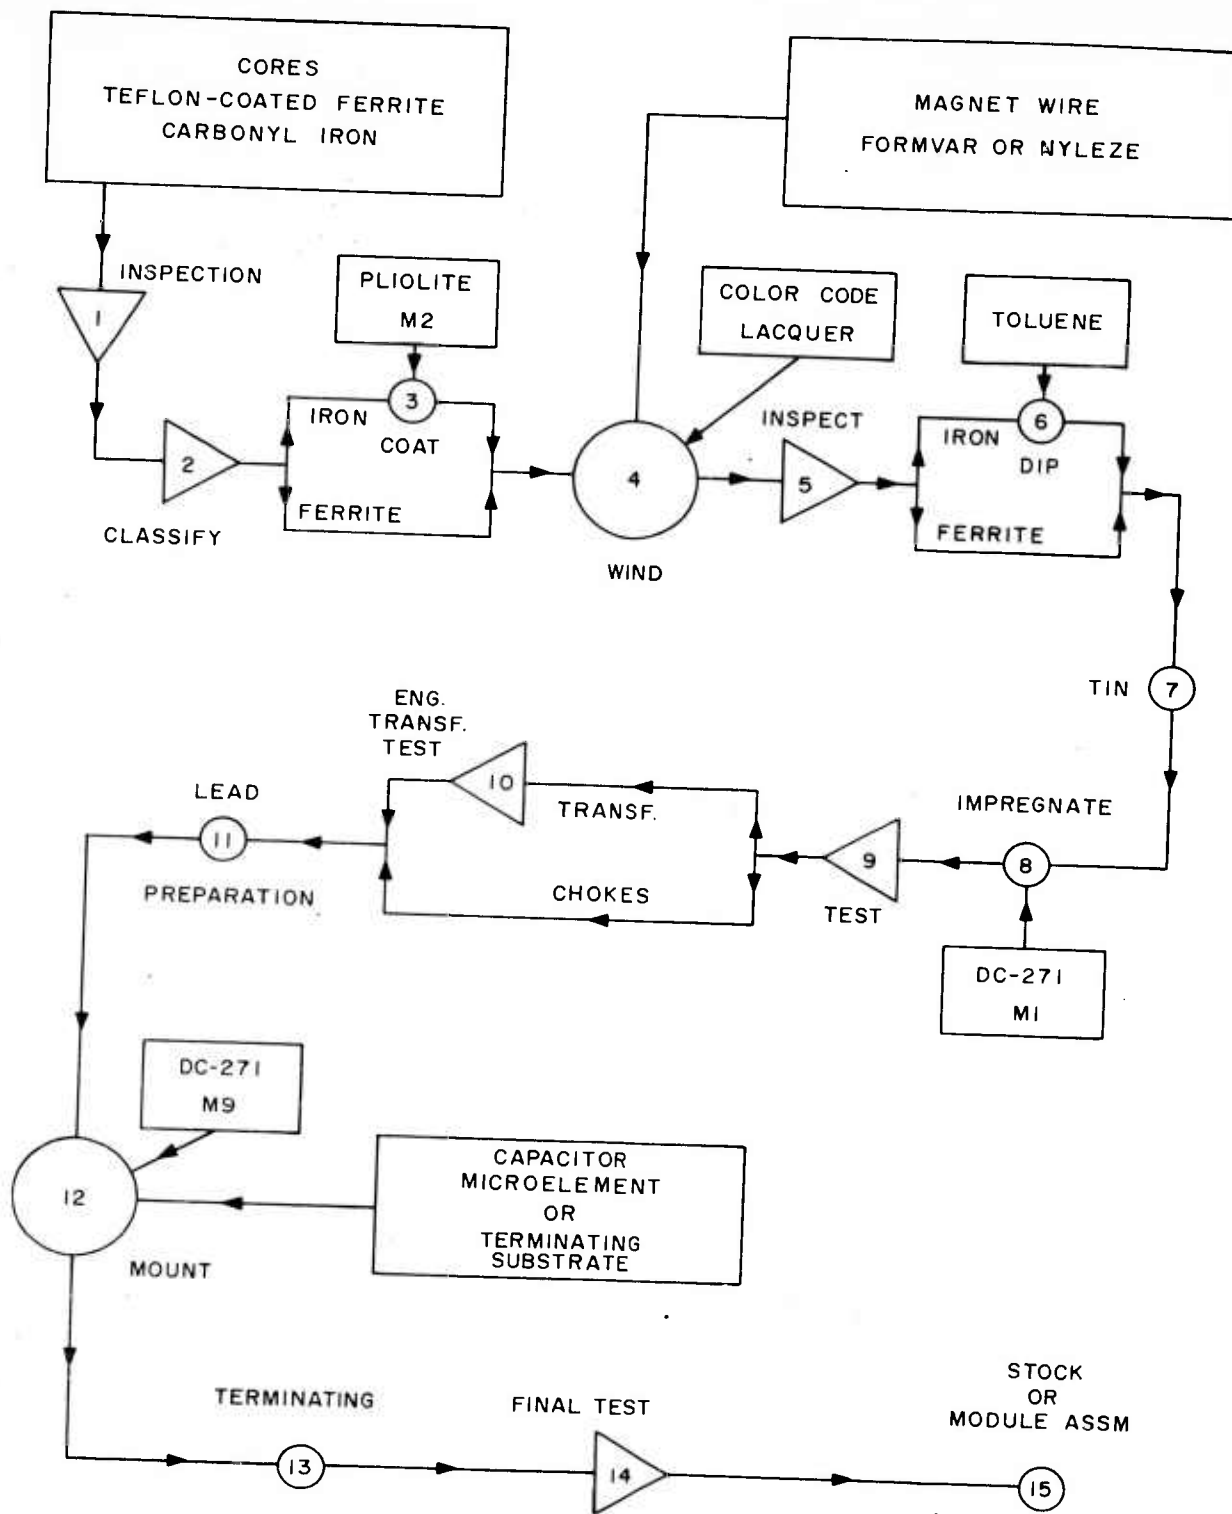 CORES
TEFLON-COATED FERRITE
CARBONYL IRON
MAGNET WIRE
FORMVAR OR NYLEZE
INSPECTION
1
PLIOLITE
M2
COLOR CODE
LACQUER
TOLUENE
3
IRON
COAT
2
FERRITE
CLASSIFY
4
WIND
INSPECT
5
6
IRON
DIP
FERRITE
TIN
7
ENG.
TRANSF.
TEST
10
TRANSF.
LEAD
11
PREPARATION
CHOKES
9
TEST
IMPREGNATE
8
DC-271
M1
DC-271
M9
12
MOUNT
CAPACITOR
MICROELEMENT
OR
TERMINATING
SUBSTRATE
TERMINATING
13
FINAL TEST
14
STOCK
OR
MODULE ASSM
15